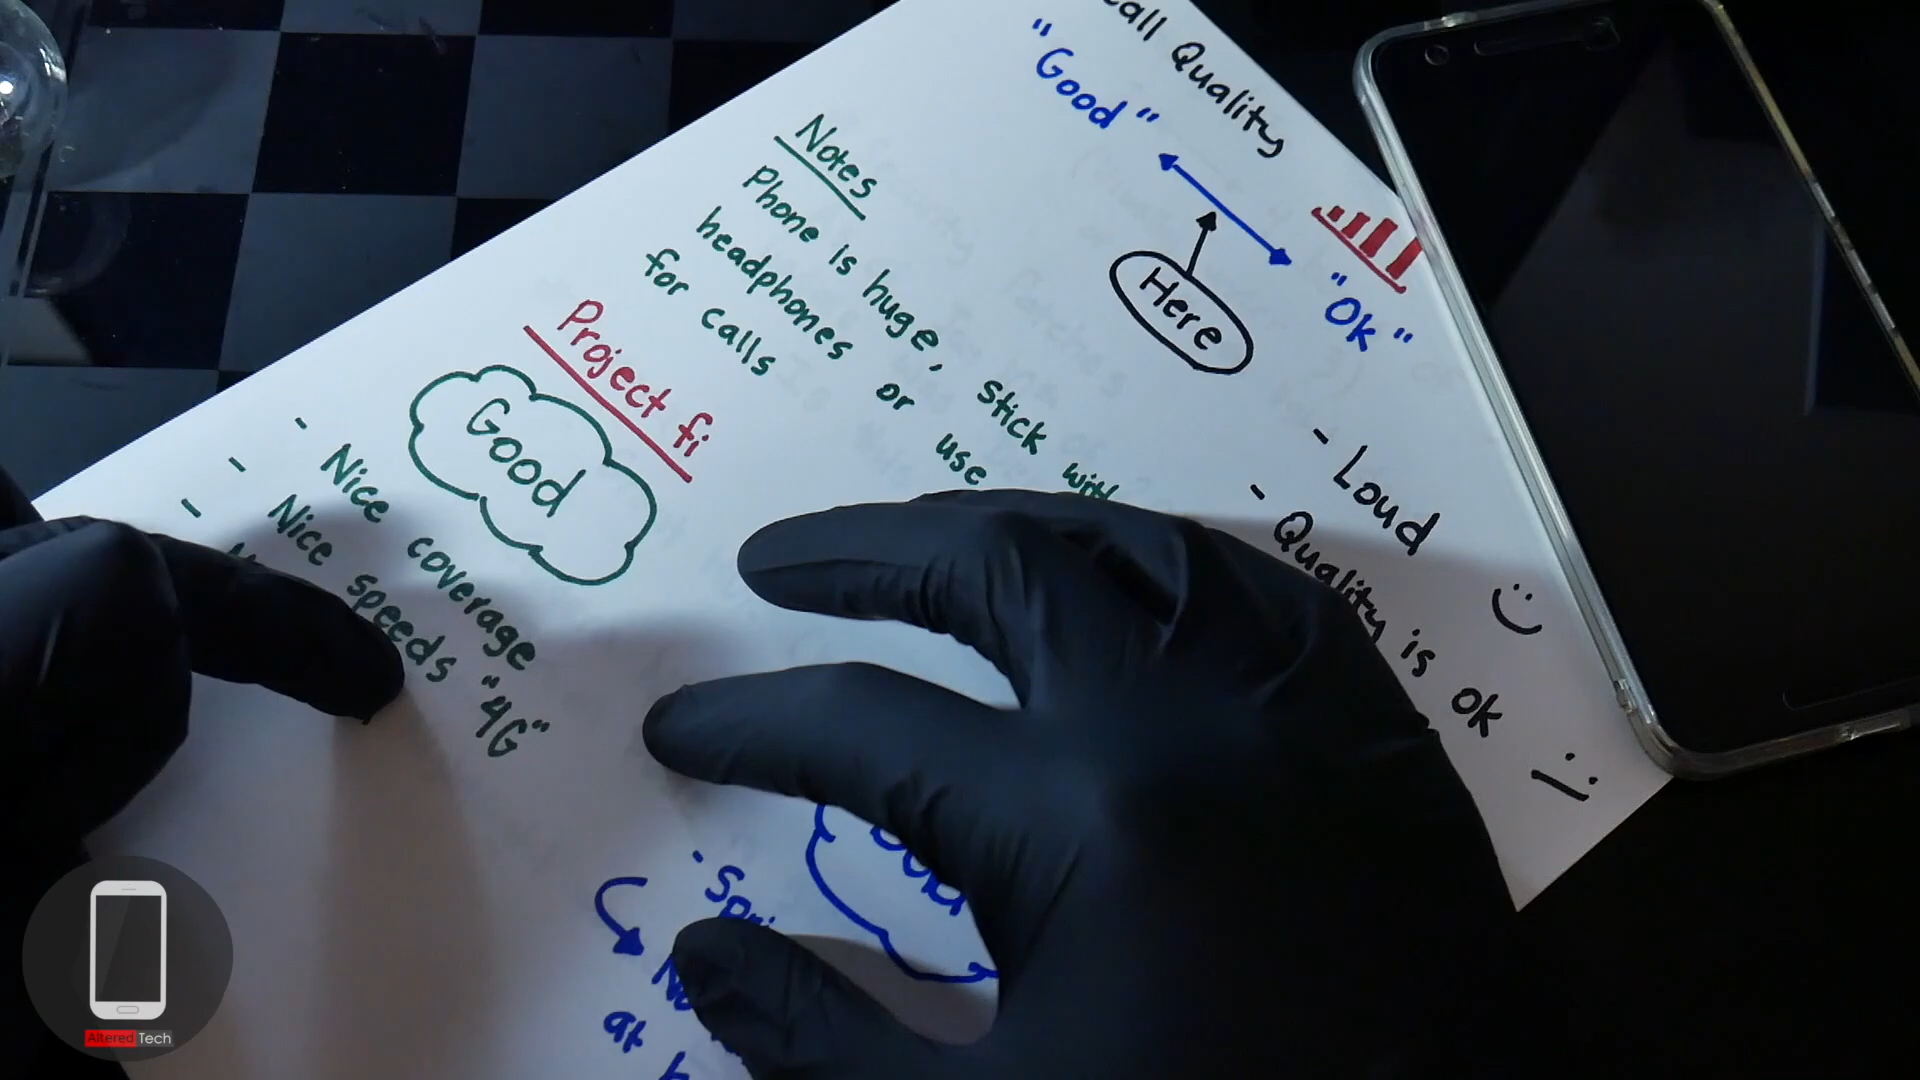 Call Quality
"Good"
"Ok"
Here
- Loud
- Quality is ok
Notes
Phone is huge, stick with
headphones or use
for calls
Project fi
Good
- Nice coverage
- Nice speeds "4G"
-
at
Altered Tech